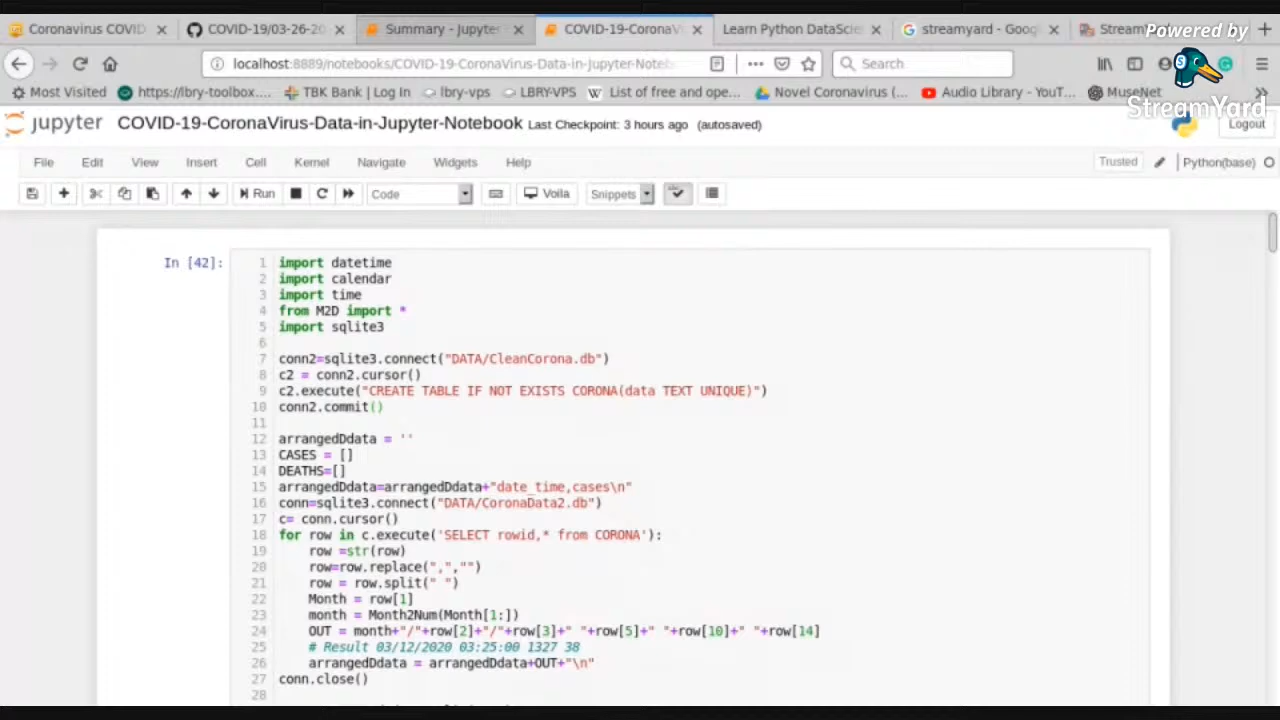 Coronavirus COVID
COVID-19/03-26-20
Summary - Jupyter
COVID-19-CoronaV
Learn Python DataScie
streamyard - Goog
Stream
Powered by
StreamYard
localhost:8889/notebooks/COVID-19-CoronaVirus-Data-in-Jupyter-Noteb
Search
Most Visited
https://lbry-toolbox....
TBK Bank | Log In
lbry-vps
LBRY-VPS
List of free and ope...
Novel Coronavirus (...
Audio Library - YouT...
MuseNet
jupyter
COVID-19-CoronaVirus-Data-in-Jupyter-Notebook Last Checkpoint: 3 hours ago (autosaved)
Logout
File Edit View Insert Cell Kernel Navigate Widgets Help
Trusted
Python(base)
Run
Code
Voila
Snippets
In [42]:
1 import datetime
2 import calendar
3 import time
4 from M2D import *
5 import sqlite3
6
7 conn2=sqlite3.connect("DATA/CleanCorona.db")
8 c2 = conn2.cursor()
9 c2.execute("CREATE TABLE IF NOT EXISTS CORONA(data TEXT UNIQUE)")
10 conn2.commit()
11
12 arrangedDdata = ''
13 CASES = []
14 DEATHS=[]
15 arrangedDdata=arrangedDdata+"date_time,cases\n"
16 conn=sqlite3.connect("DATA/CoronaData2.db")
17 c= conn.cursor()
18 for row in c.execute('SELECT rowid,* from CORONA'):
19 row =str(row)
20 row=row.replace(",","")
21 row = row.split(" ")
22 Month = row[1]
23 month = Month2Num(Month[1:])
24 OUT = month+"/"+row[2]+"/"+row[3]+" "+row[5]+" "+row[10]+" "+row[14]
25 # Result 03/12/2020 03:25:00 1327 38
26 arrangedDdata = arrangedDdata+OUT+"\n"
27 conn.close()
28